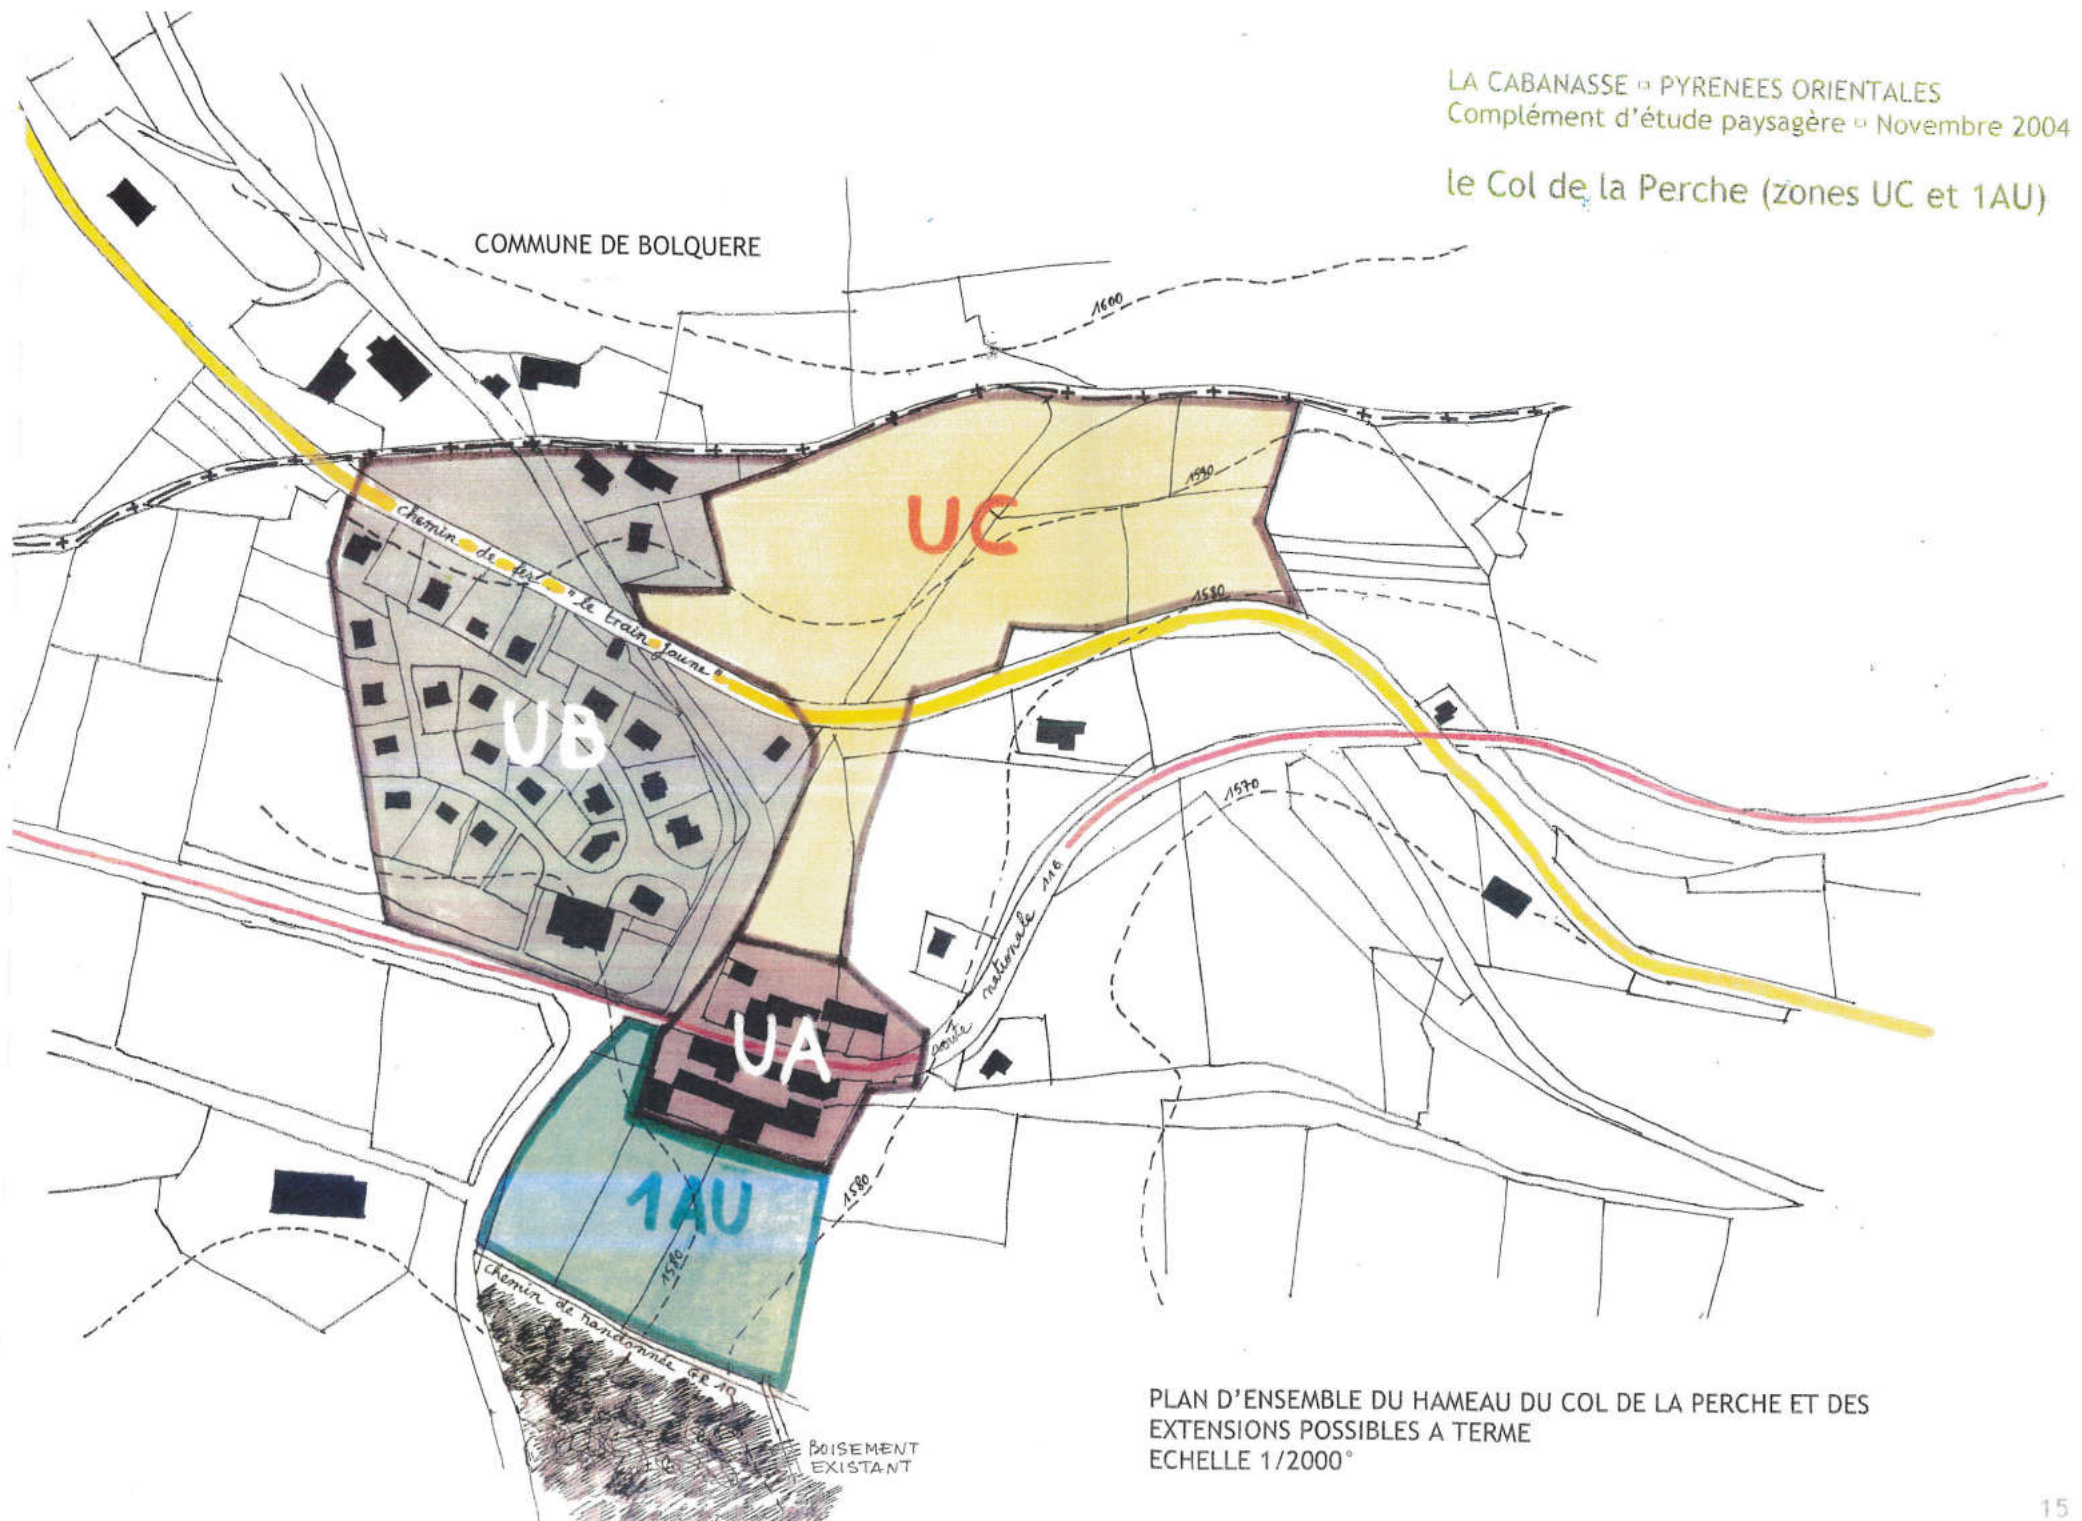 LA CABANASSE ▫ PYRENEES ORIENTALES
Complément d'étude paysagère ▫ Novembre 2004
le Col de la Perche (zones UC et 1AU)
COMMUNE DE BOLQUERE
1600
1590
UC
chemin de fer "le train jaune"
1580
UB
1570
route nationale 116
UA
1AU
1580
1580
chemin de randonnée GR 10
BOISEMENT
EXISTANT
PLAN D'ENSEMBLE DU HAMEAU DU COL DE LA PERCHE ET DES
EXTENSIONS POSSIBLES A TERME
ECHELLE 1/2000°
15